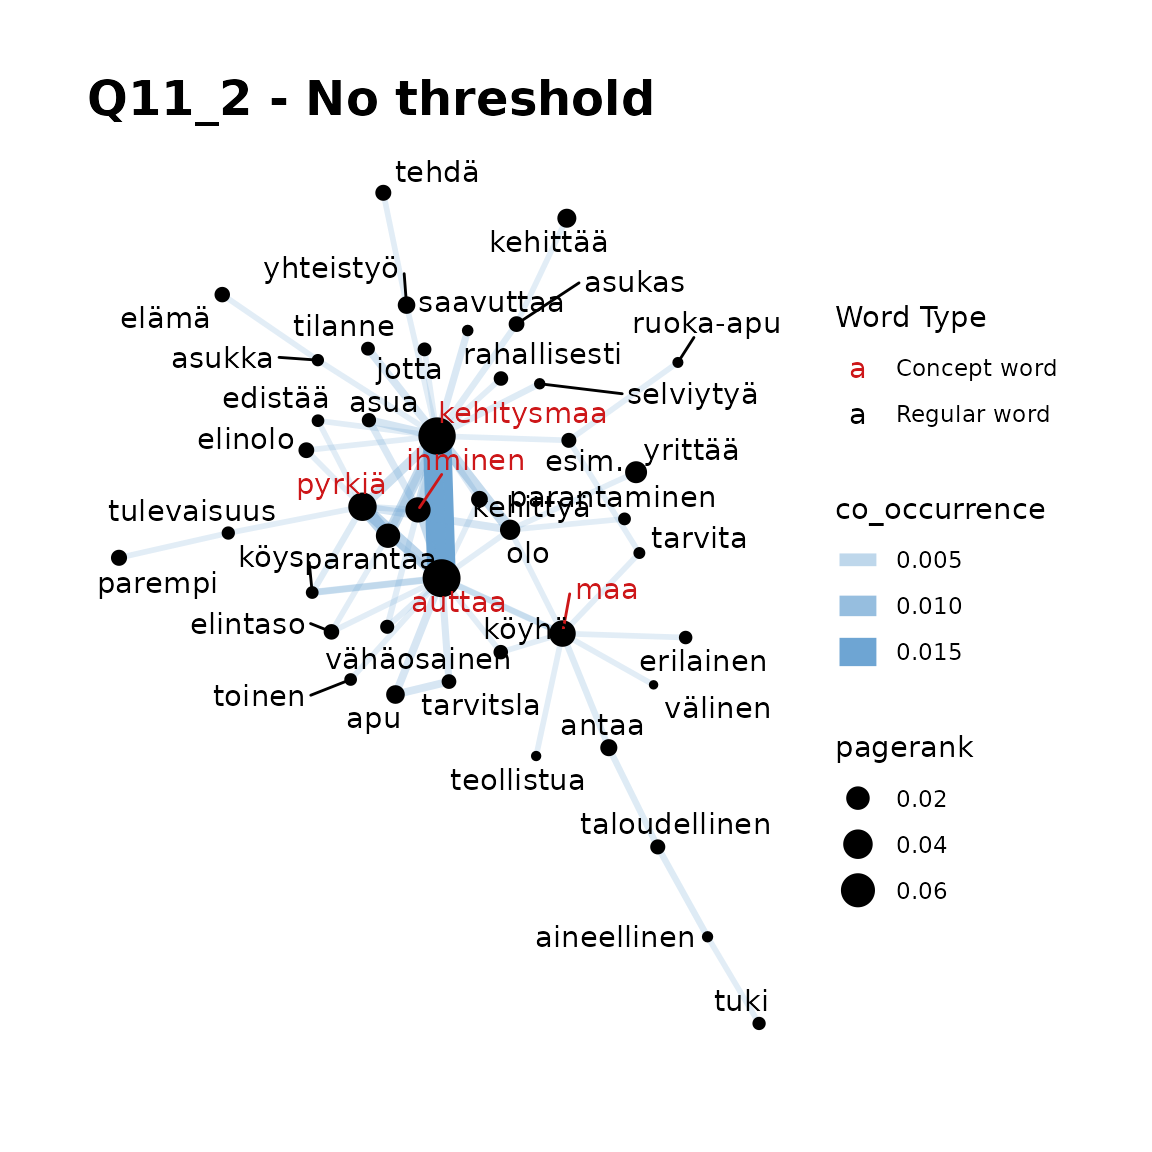 Q11_2 - No threshold
tehdä
kehittää
yhteistyö
asukas
saavuttaa
elämä
tilanne
ruoka-apu
asukka
rahallisesti
jotta
selviytyä
edistää
asua
kehitysmaa
elinolo
yrittää
ihminen
esim.
pyrkiä
parantaminen
kehittyä
tulevaisuus
tarvita
olo
köys
parantaa
parempi
maa
auttaa
elintaso
köyhä
vähäosainen
erilainen
toinen
tarvitsla
välinen
apu
antaa
teollistua
taloudellinen
aineellinen
tuki
Word Type
a Concept word
a Regular word
co_occurrence
0.005
0.010
0.015
pagerank
0.02
0.04
0.06